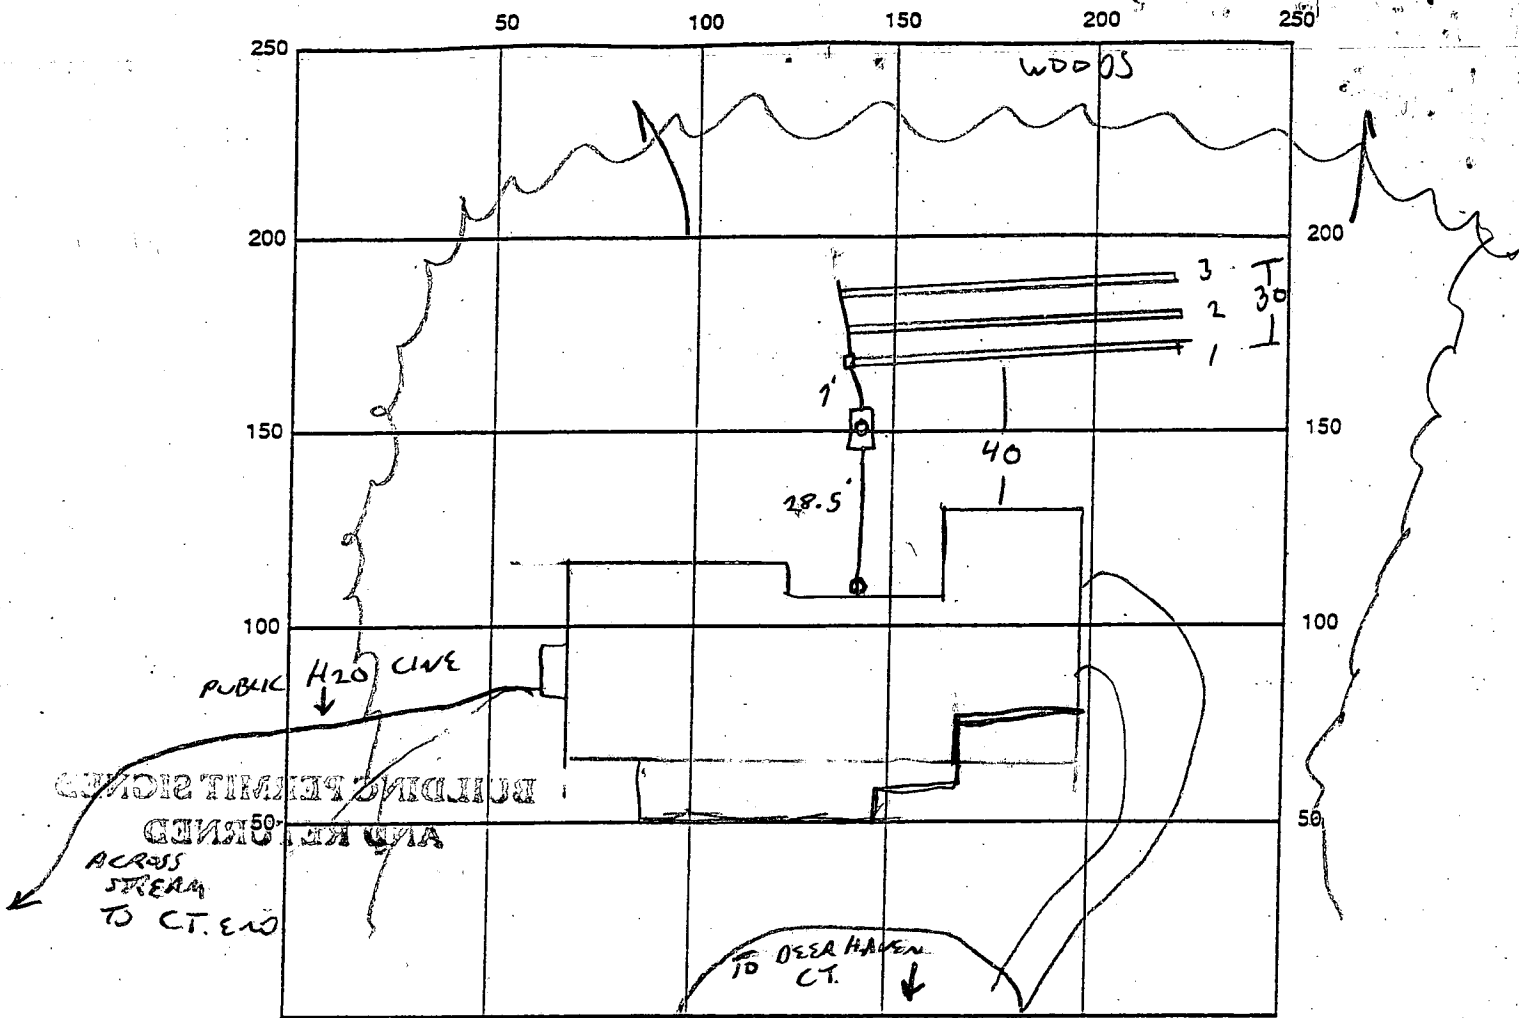 50 100 150 200 250
250
WOODS
200 200
3
2 30
1
7'
150 150
40
28.5'
100 100
PUBLIC H2O LINE
BUILDING PERMIT SIGNED
AND RETURNED
50 50
ACROSS
STREAM
TO CT. END
TO DEER HAVEN
CT.